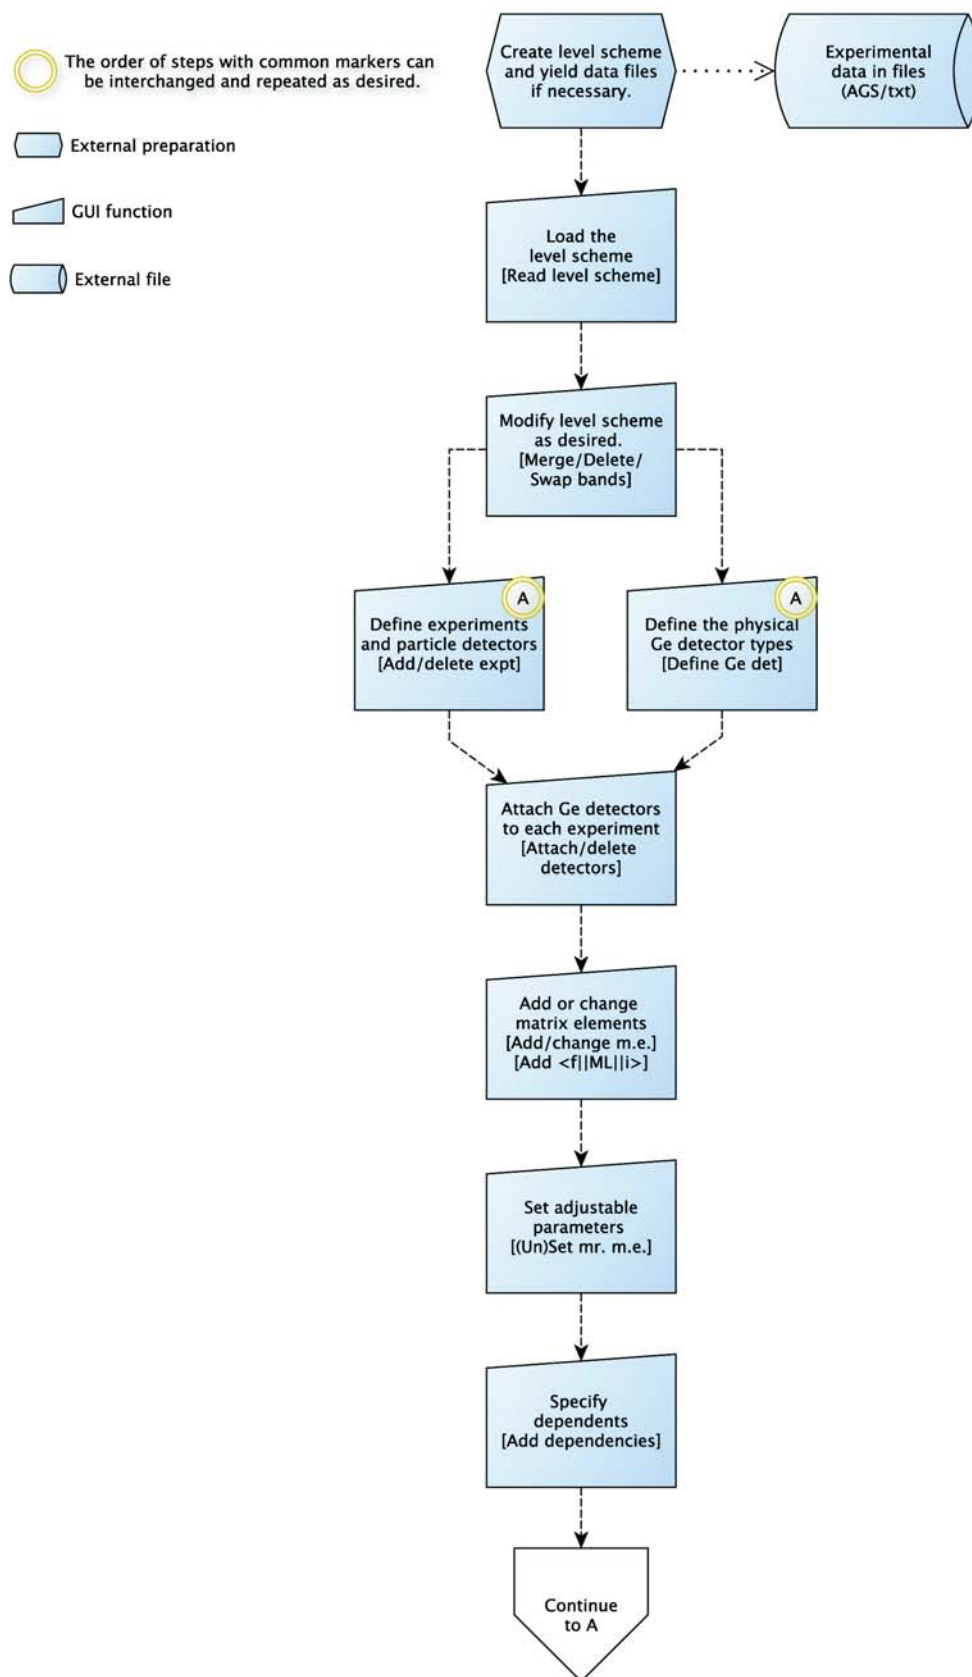 The order of steps with common markers can
be interchanged and repeated as desired.
External preparation
GUI function
External file
Create level scheme
and yield data files
if necessary.
Experimental
data in files
(AGS/txt)
Load the
level scheme
[Read level scheme]
Modify level scheme
as desired.
[Merge/Delete/
Swap bands]
A
Define experiments
and particle detectors
[Add/delete expt]
A
Define the physical
Ge detector types
[Define Ge det]
Attach Ge detectors
to each experiment
[Attach/delete
detectors]
Add or change
matrix elements
[Add/change m.e.]
[Add <f||ML||i>]
Set adjustable
parameters
[(Un)Set mr. m.e.]
Specify
dependents
[Add dependencies]
Continue
to A